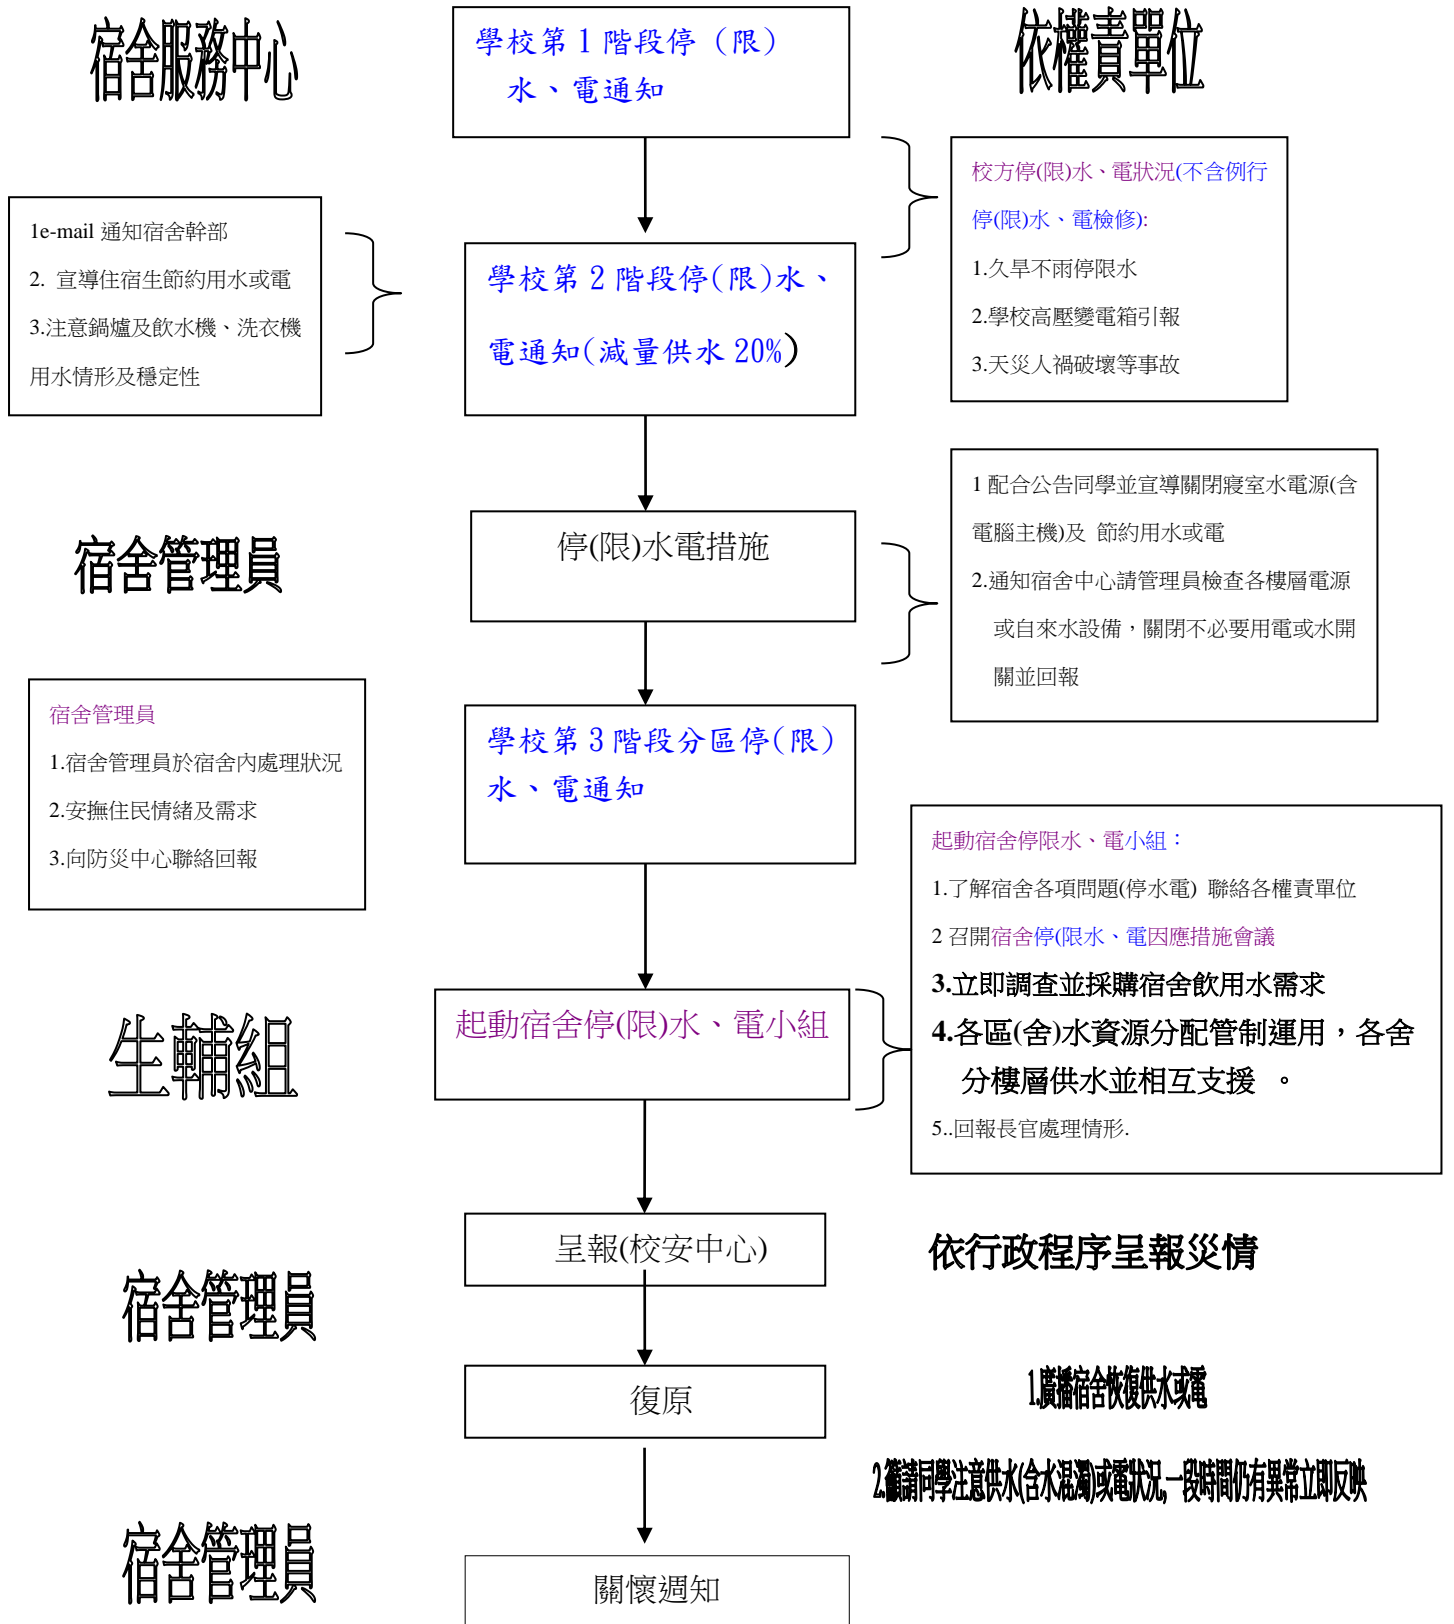 宿舍服務中心
學校第1階段停（限）
水、電通知
依權責單位
校方停(限)水、電狀況(不含例行
停(限)水、電檢修):
1.久旱不雨停限水
2.學校高壓變電箱引報
3.天災人禍破壞等事故
1e-mail 通知宿舍幹部
2. 宣導住宿生節約用水或電
3.注意鍋爐及飲水機、洗衣機
用水情形及穩定性
學校第2階段停(限)水、
電通知(減量供水20%)
1 配合公告同學並宣導關閉寢室水電源(含
電腦主機)及 節約用水或電
2.通知宿舍中心請管理員檢查各樓層電源
或自來水設備，關閉不必要用電或水開
關並回報
宿舍管理員
停(限)水電措施
宿舍管理員
1.宿舍管理員於宿舍內處理狀況
2.安撫住民情緒及需求
3.向防災中心聯絡回報
學校第3階段分區停(限)
水、電通知
起動宿舍停限水、電小組：
1.了解宿舍各項問題(停水電) 聯絡各權責單位
2 召開宿舍停(限水、電因應措施會議
3.立即調查並採購宿舍飲用水需求
4.各區(舍)水資源分配管制運用，各舍
分樓層供水並相互支援 。
5..回報長官處理情形.
生輔組
起動宿舍停(限)水、電小組
呈報(校安中心)
依行政程序呈報災情
宿舍管理員
復原
1.廣播宿舍恢復供水或電
2.籲請同學注意供水(含水混濁)或電狀況,一段時間仍有異常立即反映
宿舍管理員
關懷週知